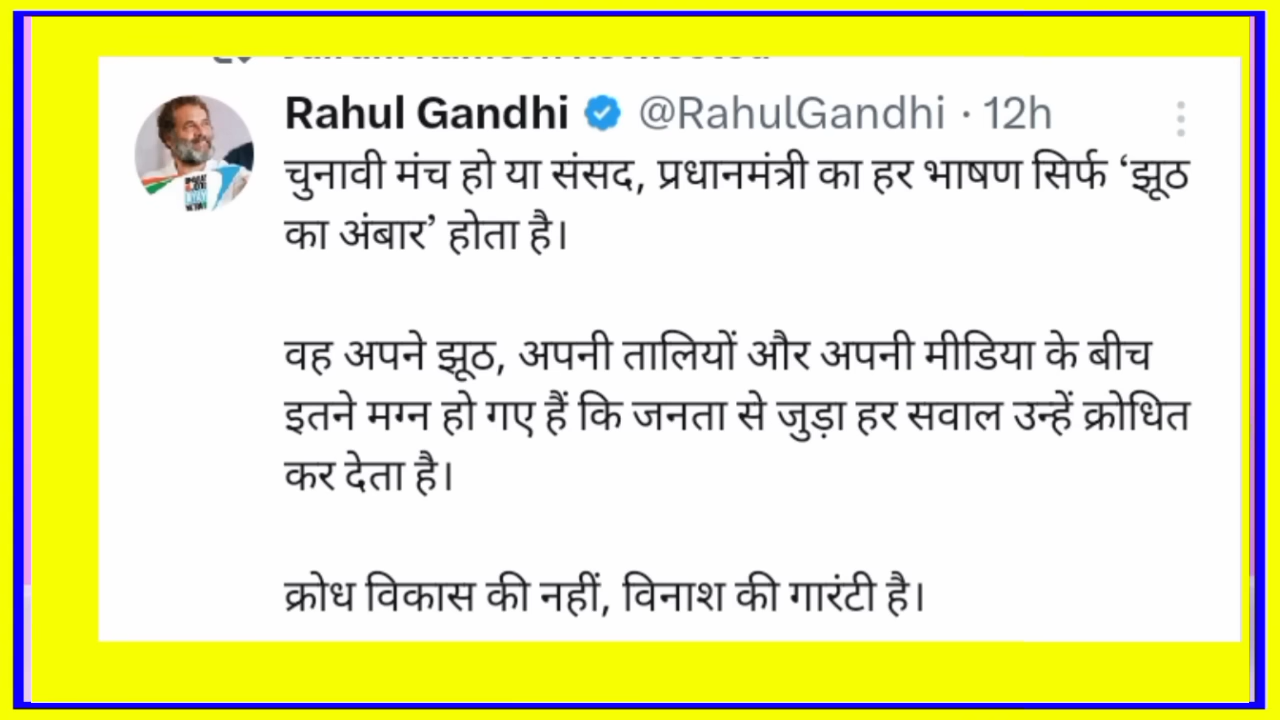 Rahul Gandhi @RahulGandhi · 12h
चुनावी मंच हो या संसद, प्रधानमंत्री का हर भाषण सिर्फ ‘झूठ
का अंबार’ होता है।
वह अपने झूठ, अपनी तालियों और अपनी मीडिया के बीच
इतने मग्न हो गए हैं कि जनता से जुड़ा हर सवाल उन्हें क्रोधित
कर देता है।
क्रोध विकास की नहीं, विनाश की गारंटी है।